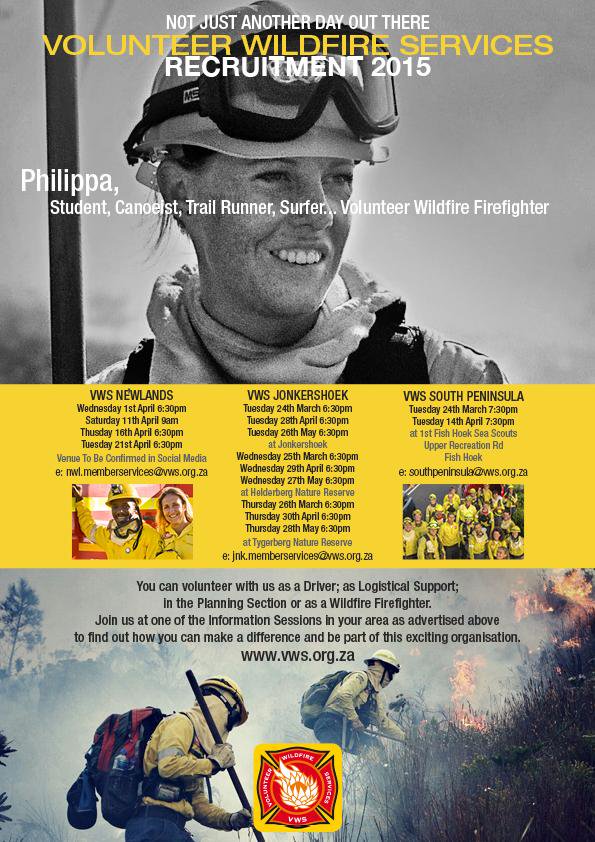 NOT JUST ANOTHER DAY OUT THERE
VOLUNTEER WILDFIRE SERVICES
RECRUITMENT 2015
Philippa,
Student, Canoeist, Trail Runner, Surfer... Volunteer Wildfire Firefighter
VWS NEWLANDS
Wednesday 1st April 6:30pm
Saturday 11th April 9am
Thusday 16th April 6:30pm
Tuesday 21st April 6:30pm
Venue To Be Confirmed in Social Media
e: nwl.memberservices@vws.org.za
VWS JONKERSHOEK
Tuesday 24th March 6:30pm
Tuesday 28th April 6:30pm
Tuesday 26th May 6:30pm
at Jonkershoek
Wednesday 25th March 6:30pm
Wednesday 29th April 6:30pm
Wednesday 27th May 6:30pm
at Helderberg Nature Reserve
Thursday 26th March 6:30pm
Thursday 30th April 6:30pm
Thursday 28th May 6:30pm
at Tygerberg Nature Reserve
e: jnk.memberservices@vws.org.za
VWS SOUTH PENINSULA
Tuesday 24th March 7:30pm
Tuesday 14th April 7:30pm
at 1st Fish Hoek Sea Scouts
Upper Recreation Rd
Fish Hoek
e: southpeninsula@vws.org.za
You can volunteer with us as a Driver; as Logistical Support;
in the Planning Section or as a Wildfire Firefighter.
Join us at one of the Information Sessions in your area as advertised above
to find out how you can make a difference and be part of this exciting organisation.
www.vws.org.za
VOLUNTEER WILDFIRE SERVICES
VWS